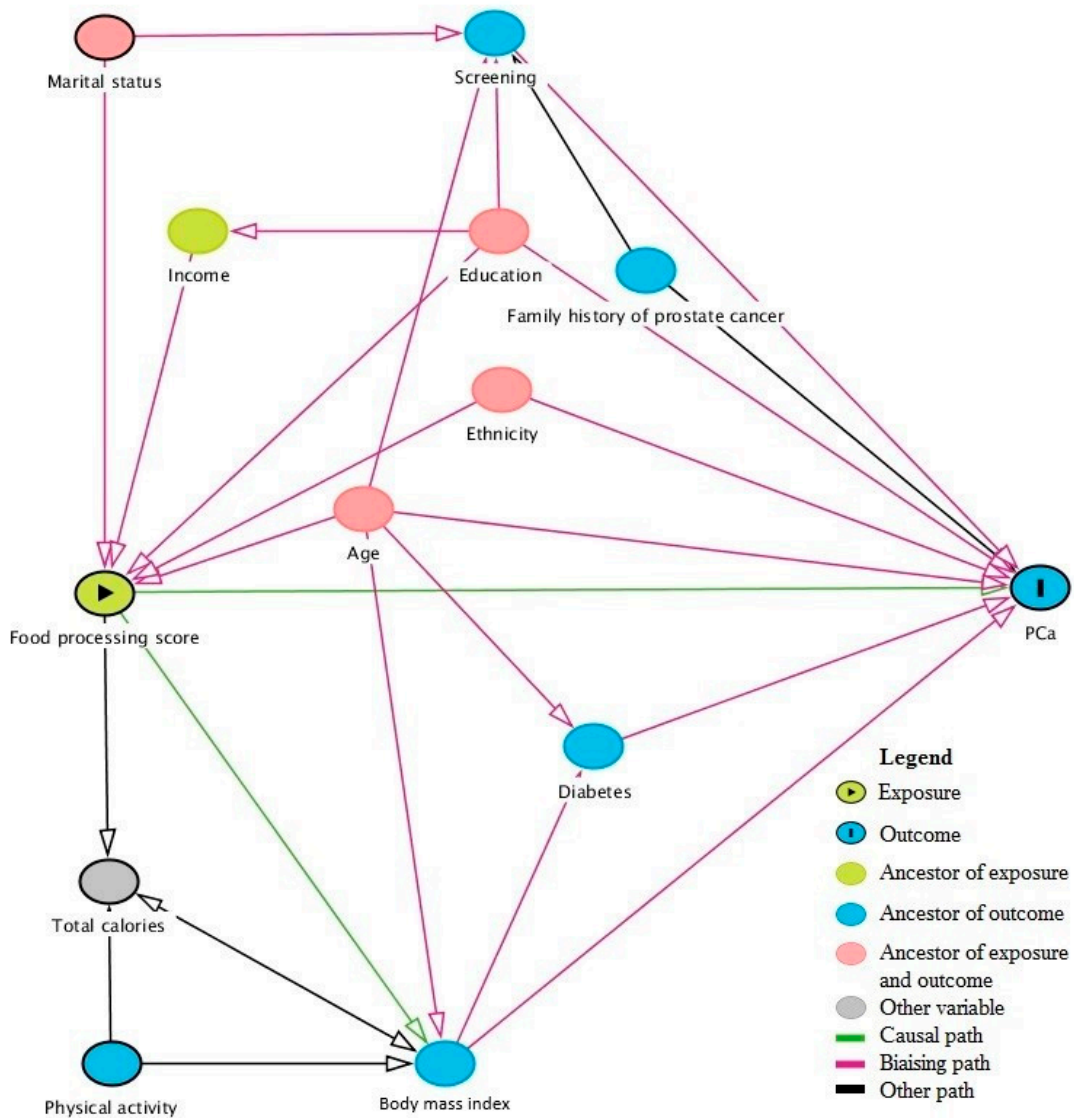 Marital status
Screening
Income
Education
Family history of prostate cancer
Ethnicity
Age
Food processing score
PCa
Diabetes
Total calories
Physical activity
Body mass index
Legend
Exposure
Outcome
Ancestor of exposure
Ancestor of outcome
Ancestor of exposure
and outcome
Other variable
Causal path
Biaising path
Other path